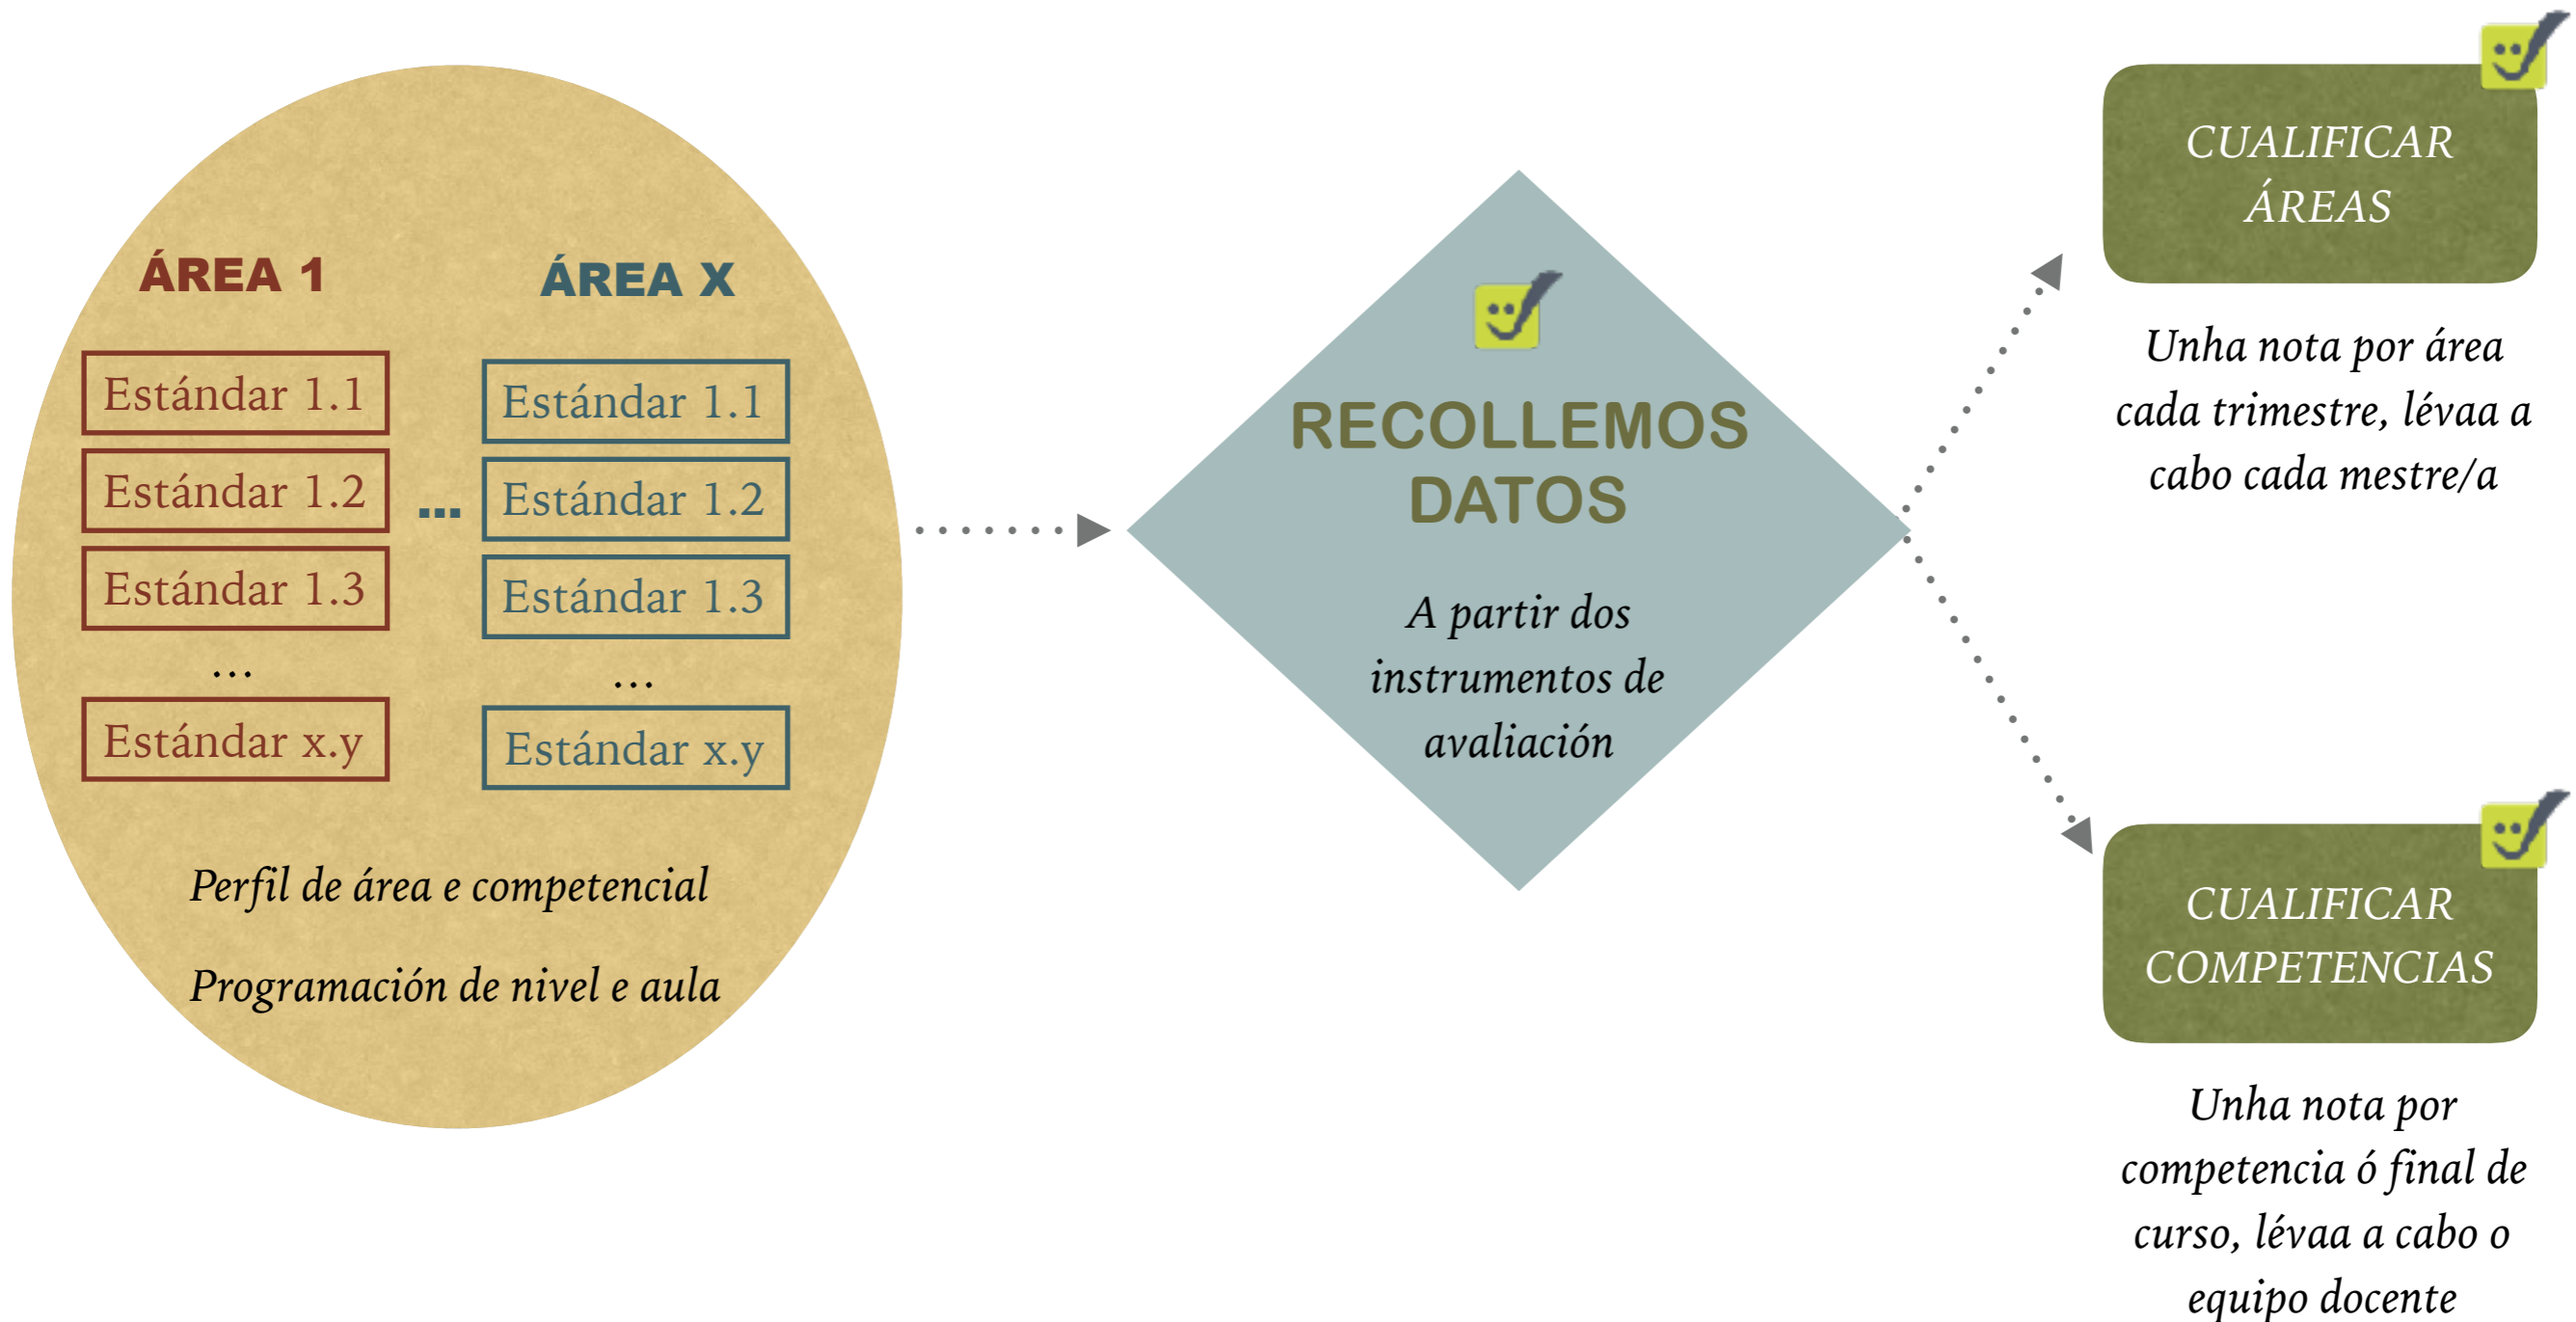 ÁREA 1
Estándar 1.1
Estándar 1.2
Estándar 1.3
...
Estándar x.y
...
ÁREA X
Estándar 1.1
Estándar 1.2
Estándar 1.3
...
Estándar x.y
Perfil de área e competencial
Programación de nivel e aula
RECOLLEMOS
DATOS
A partir dos
instrumentos de
avaliación
CUALIFICAR
ÁREAS
Unha nota por área
cada trimestre, lévaa a
cabo cada mestre/a
CUALIFICAR
COMPETENCIAS
Unha nota por
competencia ó final de
curso, lévaa a cabo o
equipo docente